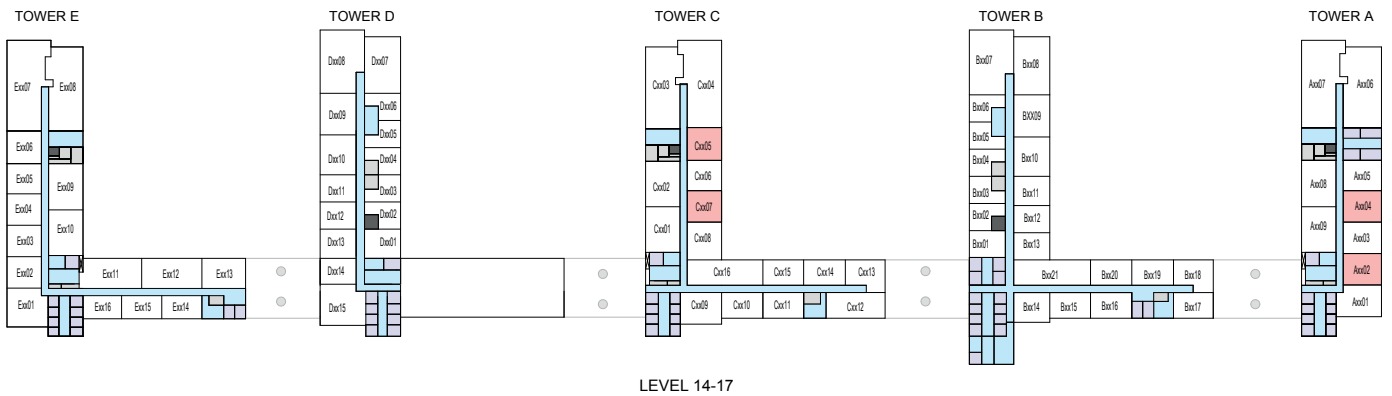 TOWER E
TOWER D
TOWER C
TOWER B
TOWER A
Exx07
Exx08
Exx06
Exx05
Exx09
Exx04
Exx03
Exx10
Exx02
Exx11
Exx12
Exx13
Exx01
Exx16
Exx15
Exx14
Dxx08
Dxx07
Dxx06
Dxx09
Dxx05
Dxx10
Dxx04
Dxx11
Dxx03
Dxx12
Dxx02
Dxx13
Dxx01
Dxx14
Dxx15
Cxx03
Cxx04
Cxx05
Cxx06
Cxx02
Cxx07
Cxx01
Cxx08
Cxx16
Cxx15
Cxx14
Cxx13
Cxx09
Cxx10
Cxx11
Cxx12
Bxx07
Bxx08
Bxx06
BXX09
Bxx05
Bxx04
Bxx10
Bxx03
Bxx11
Bxx02
Bxx12
Bxx01
Bxx13
Bxx21
Bxx20
Bxx19
Bxx18
Bxx14
Bxx15
Bxx16
Bxx17
Axx07
Axx06
Axx05
Axx08
Axx04
Axx09
Axx03
Axx02
Axx01
LEVEL 14-17